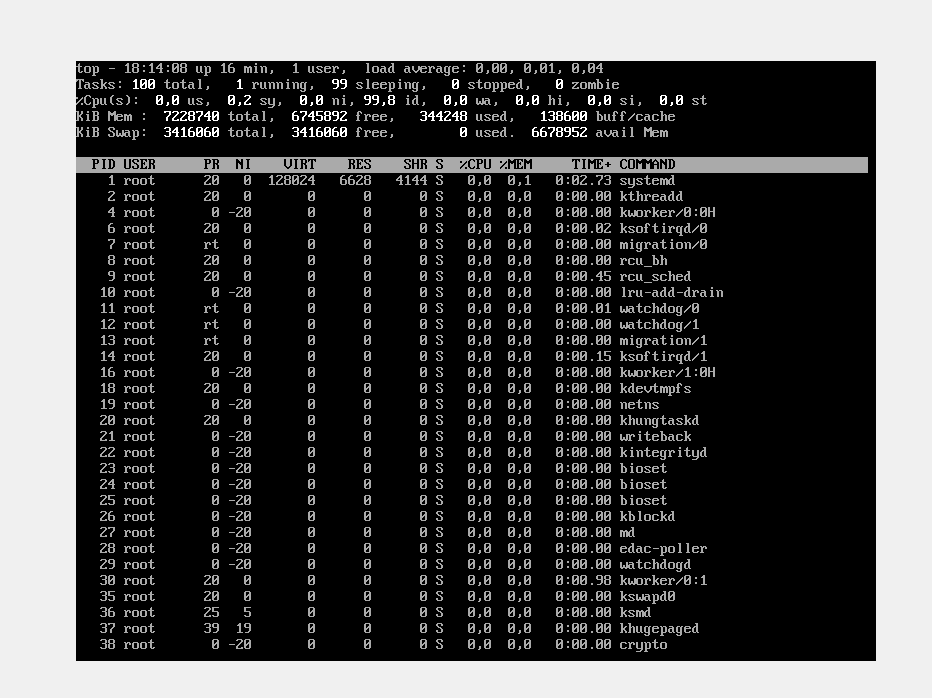 top - 18:14:08 up 16 min,  1 user,  load average: 0,00, 0,01, 0,04
Tasks: 100 total,   1 running,  99 sleeping,   0 stopped,   0 zombie
%Cpu(s):  0,0 us,  0,2 sy,  0,0 ni, 99,8 id,  0,0 wa,  0,0 hi,  0,0 si,  0,0 st
KiB Mem :  7228740 total,  6745892 free,   344248 used,   138600 buff/cache
KiB Swap:  3416060 total,  3416060 free,        0 used.  6678952 avail Mem
PID USER      PR  NI    VIRT    RES    SHR S  %CPU %MEM     TIME+ COMMAND
1 root      20   0  128024   6628   4144 S   0,0  0,1   0:02.73 systemd
2 root      20   0       0      0      0 S   0,0  0,0   0:00.00 kthreadd
4 root       0 -20       0      0      0 S   0,0  0,0   0:00.00 kworker/0:0H
6 root      20   0       0      0      0 S   0,0  0,0   0:00.02 ksoftirqd/0
7 root      rt   0       0      0      0 S   0,0  0,0   0:00.00 migration/0
8 root      20   0       0      0      0 S   0,0  0,0   0:00.00 rcu_bh
9 root      20   0       0      0      0 S   0,0  0,0   0:00.45 rcu_sched
10 root       0 -20       0      0      0 S   0,0  0,0   0:00.00 lru-add-drain
11 root      rt   0       0      0      0 S   0,0  0,0   0:00.01 watchdog/0
12 root      rt   0       0      0      0 S   0,0  0,0   0:00.00 watchdog/1
13 root      rt   0       0      0      0 S   0,0  0,0   0:00.00 migration/1
14 root      20   0       0      0      0 S   0,0  0,0   0:00.15 ksoftirqd/1
16 root       0 -20       0      0      0 S   0,0  0,0   0:00.00 kworker/1:0H
18 root      20   0       0      0      0 S   0,0  0,0   0:00.00 kdevtmpfs
19 root       0 -20       0      0      0 S   0,0  0,0   0:00.00 netns
20 root      20   0       0      0      0 S   0,0  0,0   0:00.00 khungtaskd
21 root       0 -20       0      0      0 S   0,0  0,0   0:00.00 writeback
22 root       0 -20       0      0      0 S   0,0  0,0   0:00.00 kintegrityd
23 root       0 -20       0      0      0 S   0,0  0,0   0:00.00 bioset
24 root       0 -20       0      0      0 S   0,0  0,0   0:00.00 bioset
25 root       0 -20       0      0      0 S   0,0  0,0   0:00.00 bioset
26 root       0 -20       0      0      0 S   0,0  0,0   0:00.00 kblockd
27 root       0 -20       0      0      0 S   0,0  0,0   0:00.00 md
28 root       0 -20       0      0      0 S   0,0  0,0   0:00.00 edac-poller
29 root       0 -20       0      0      0 S   0,0  0,0   0:00.00 watchdogd
30 root      20   0       0      0      0 S   0,0  0,0   0:00.98 kworker/0:1
35 root      20   0       0      0      0 S   0,0  0,0   0:00.00 kswapd0
36 root      25   5       0      0      0 S   0,0  0,0   0:00.00 ksmd
37 root      39  19       0      0      0 S   0,0  0,0   0:00.00 khugepaged
38 root       0 -20       0      0      0 S   0,0  0,0   0:00.00 crypto